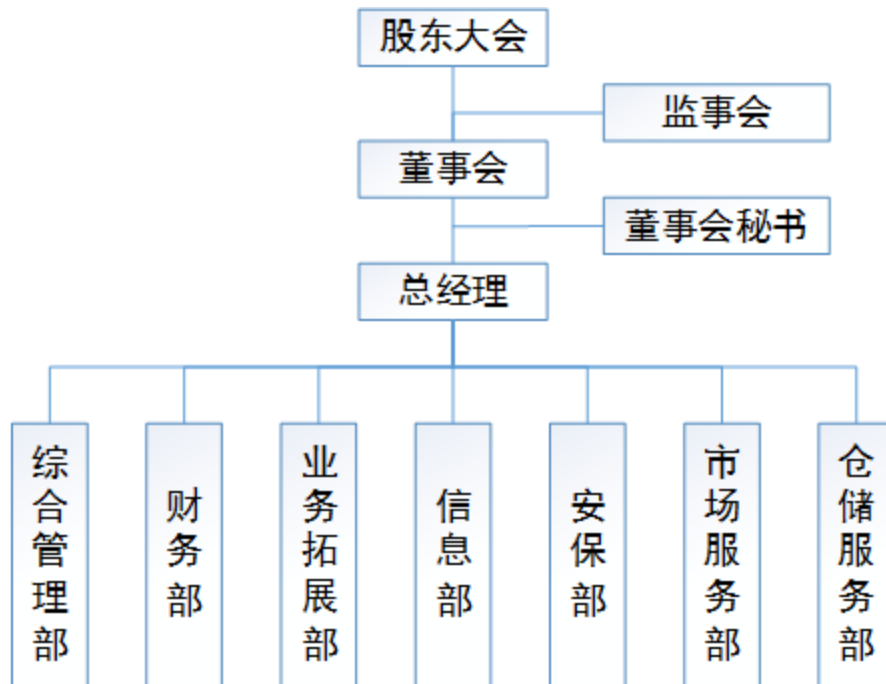 股东大会
监事会
董事会
董事会秘书
总经理
综合管理部
财务部
业务拓展部
信息部
安保部
市场服务部
仓储服务部